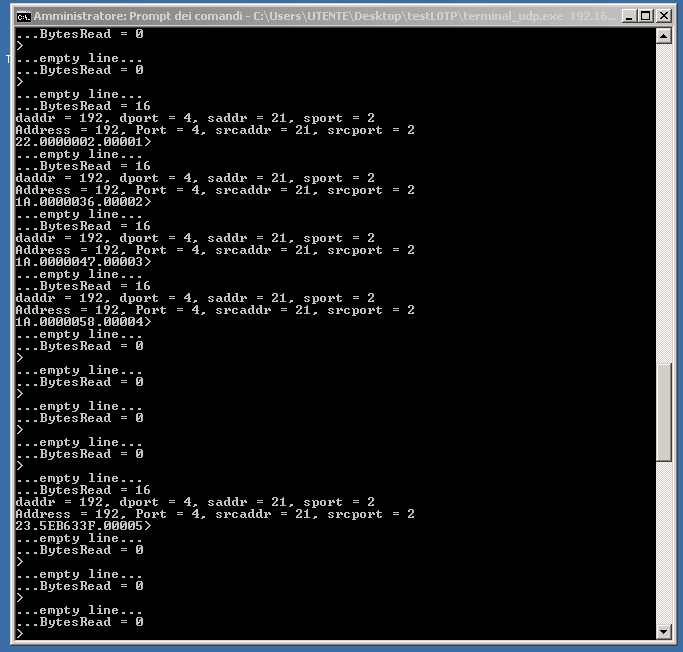 Amministratore: Prompt dei comandi - C:\Users\UTENTE\Desktop\testLOTP\terminal_udp.exe 192.16...
...BytesRead = 0
>
...empty line...
...BytesRead = 0
>
...empty line...
...BytesRead = 16
daddr = 192, dport = 4, saddr = 21, sport = 2
Address = 192, Port = 4, srcaddr = 21, srcport = 2
22.0000002.00001>
...empty line...
...BytesRead = 16
daddr = 192, dport = 4, saddr = 21, sport = 2
Address = 192, Port = 4, srcaddr = 21, srcport = 2
1A.0000036.00002>
...empty line...
...BytesRead = 16
daddr = 192, dport = 4, saddr = 21, sport = 2
Address = 192, Port = 4, srcaddr = 21, srcport = 2
1A.0000047.00003>
...empty line...
...BytesRead = 16
daddr = 192, dport = 4, saddr = 21, sport = 2
Address = 192, Port = 4, srcaddr = 21, srcport = 2
1A.0000058.00004>
...empty line...
...BytesRead = 0
>
...empty line...
...BytesRead = 0
>
...empty line...
...BytesRead = 0
>
...empty line...
...BytesRead = 0
>
...empty line...
...BytesRead = 16
daddr = 192, dport = 4, saddr = 21, sport = 2
Address = 192, Port = 4, srcaddr = 21, srcport = 2
23.5EB633F.00005>
...empty line...
...BytesRead = 0
>
...empty line...
...BytesRead = 0
>
...empty line...
...BytesRead = 0
>